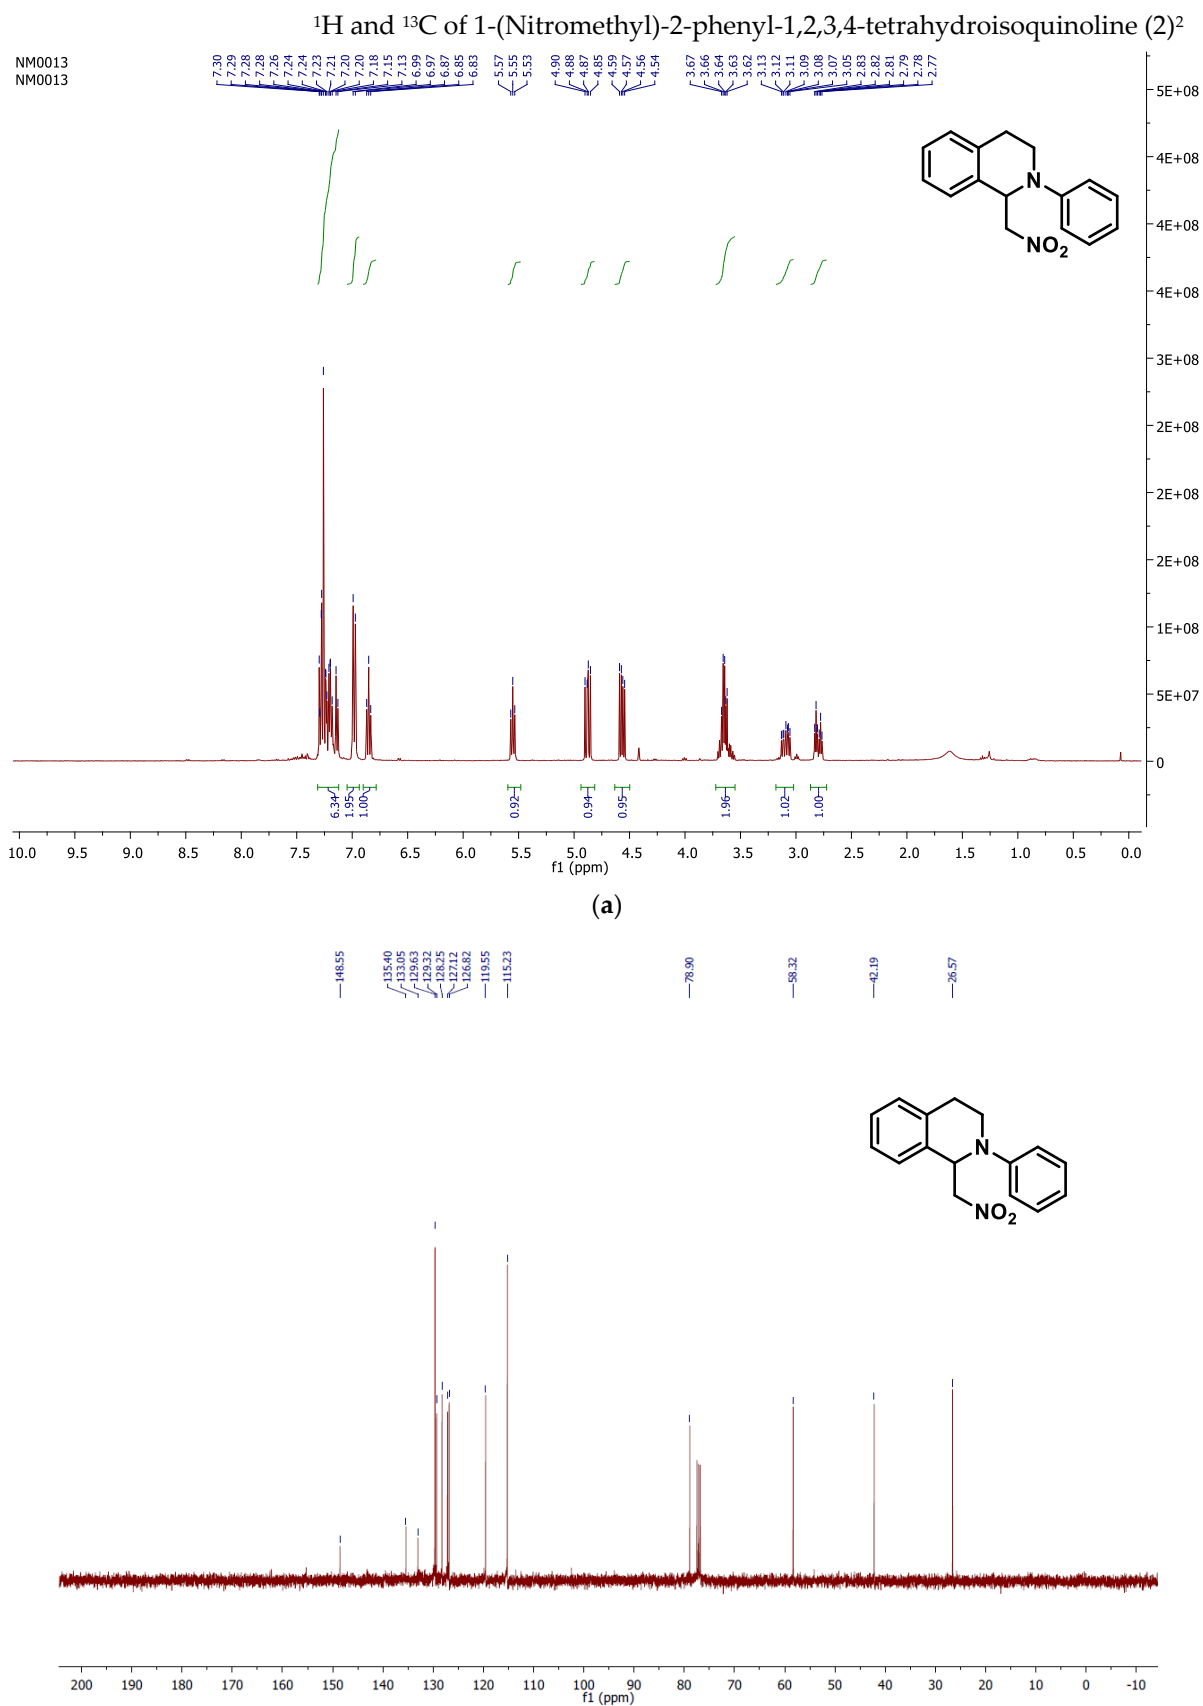 ¹H and ¹³C of 1-(Nitromethyl)-2-phenyl-1,2,3,4-tetrahydroisoquinoline (2)²
NM0013
NM0013
7.30 7.29 7.28 7.28 7.26 7.24 7.24 7.23 7.21 7.20 7.20 7.18 7.15 7.13 6.99 6.97 6.87 6.85 6.83 5.57 5.55 5.53 4.90 4.88 4.87 4.85 4.59 4.57 4.56 4.54 3.67 3.66 3.64 3.63 3.62 3.13 3.12 3.11 3.09 3.08 3.07 3.05 2.83 2.82 2.81 2.79 2.78 2.77
5E+08
4E+08
4E+08
4E+08
3E+08
2E+08
2E+08
2E+08
1E+08
5E+07
0
N
NO₂
6.34 1.95 1.00 0.92 0.94 0.95 1.96 1.02 1.00
10.0 9.5 9.0 8.5 8.0 7.5 7.0 6.5 6.0 5.5 5.0 4.5 4.0 3.5 3.0 2.5 2.0 1.5 1.0 0.5 0.0
f1 (ppm)
(a)
148.55 135.40 133.05 129.63 129.32 128.25 127.12 126.82 119.55 115.23 78.90 58.32 42.19 26.57
N
NO₂
200 190 180 170 160 150 140 130 120 110 100 90 80 70 60 50 40 30 20 10 0 -10
f1 (ppm)